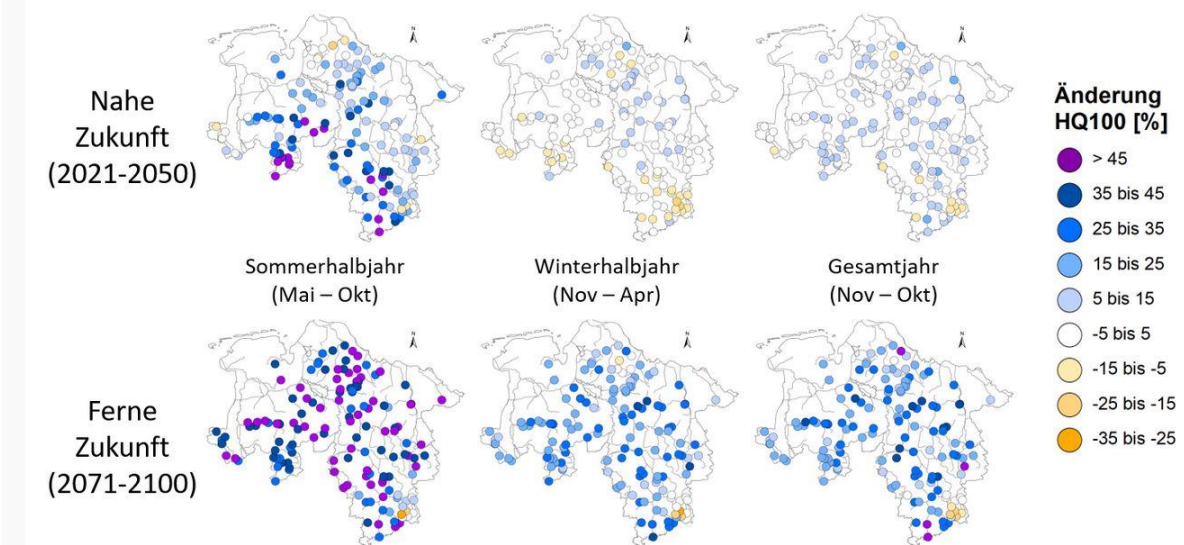 Nahe
Zukunft
(2021-2050)
N
N
N
Sommerhalbjahr
(Mai – Okt)
Winterhalbjahr
(Nov – Apr)
Gesamtjahr
(Nov – Okt)
Ferne
Zukunft
(2071-2100)
N
N
N
Änderung
HQ100 [%]
> 45
35 bis 45
25 bis 35
15 bis 25
5 bis 15
-5 bis 5
-15 bis -5
-25 bis -15
-35 bis -25